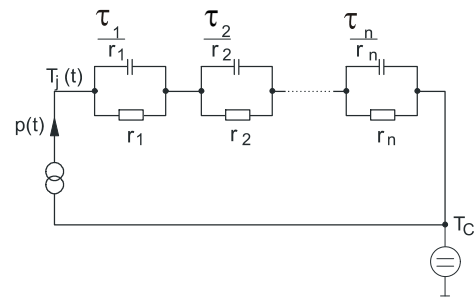 τ1/r1 τ2/r2 τn/rn
Tj (t)
p(t)
r1 r2 rn
TC